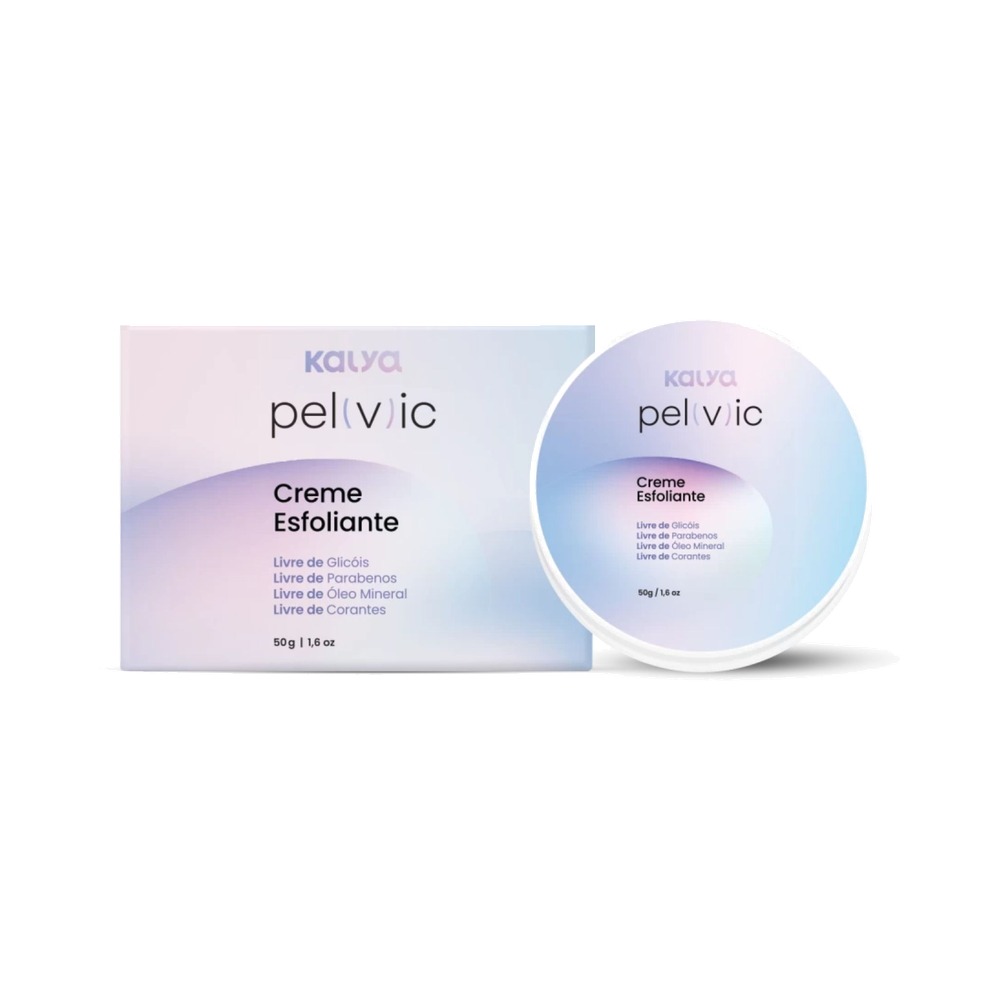 Kalya
pel(v)ic
Creme
Esfoliante
Livre de Glicóis
Livre de Parabenos
Livre de Óleo Mineral
Livre de Corantes
50g | 1,6 oz
Kalya
pel(v)ic
Creme
Esfoliante
Livre de Glicóis
Livre de Parabenos
Livre de Óleo Mineral
Livre de Corantes
50g / 1,6 oz